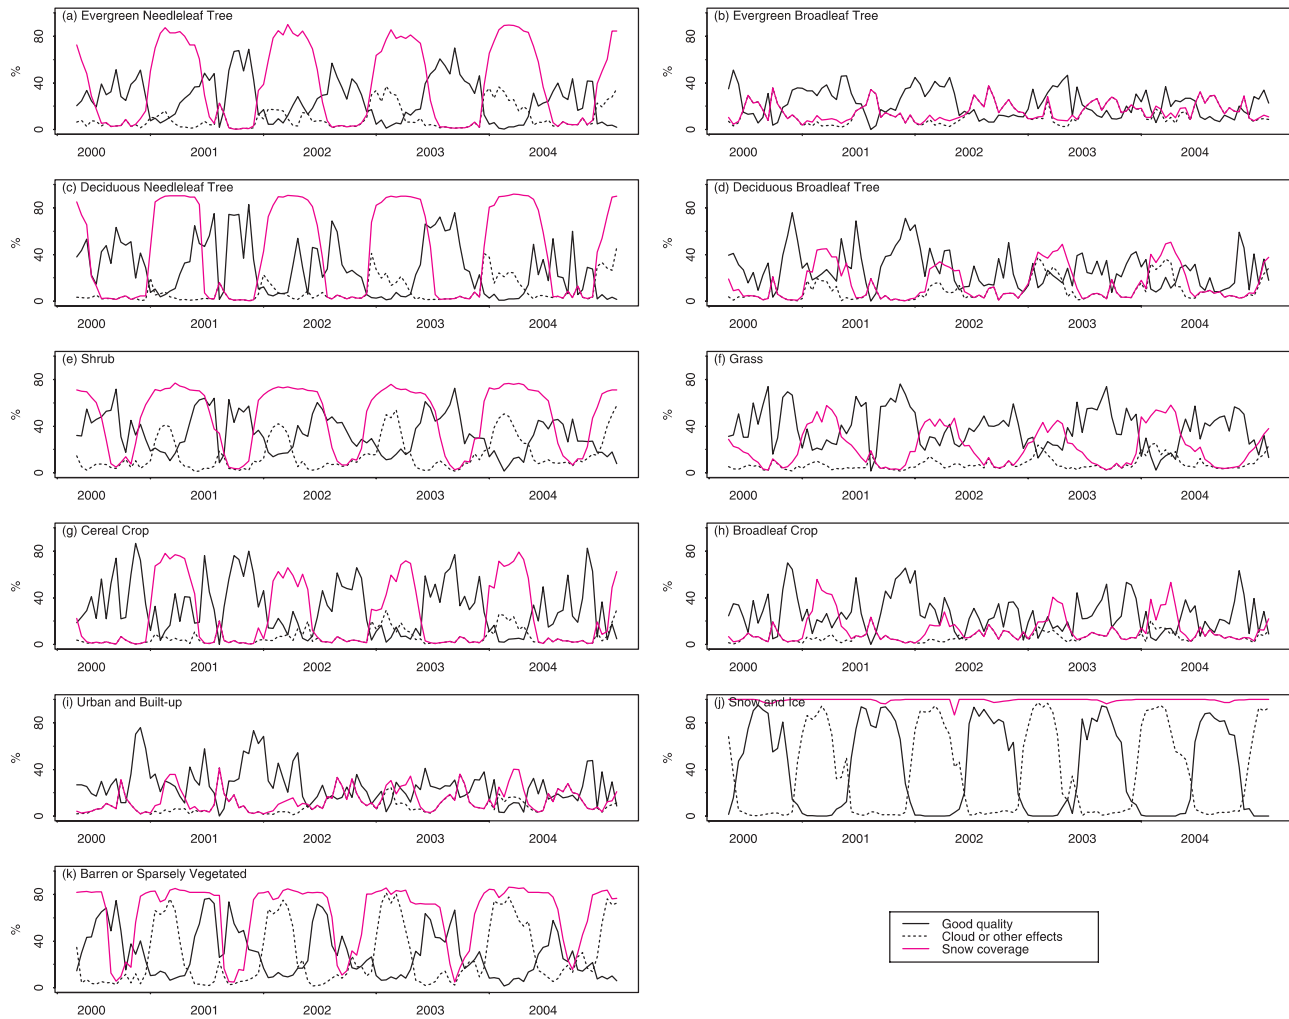 (a) Evergreen Needleleaf Tree
80
40
0
%
2000 2001 2002 2003 2004
(b) Evergreen Broadleaf Tree
80
40
0
%
2000 2001 2002 2003 2004
(c) Deciduous Needleleaf Tree
80
40
0
%
2000 2001 2002 2003 2004
(d) Deciduous Broadleaf Tree
80
40
0
%
2000 2001 2002 2003 2004
(e) Shrub
80
40
0
%
2000 2001 2002 2003 2004
(f) Grass
80
40
0
%
2000 2001 2002 2003 2004
(g) Cereal Crop
80
40
0
%
2000 2001 2002 2003 2004
(h) Broadleaf Crop
80
40
0
%
2000 2001 2002 2003 2004
(i) Urban and Built-up
80
40
0
%
2000 2001 2002 2003 2004
(j) Snow and Ice
80
40
0
%
2000 2001 2002 2003 2004
(k) Barren or Sparsely Vegetated
80
40
0
%
2000 2001 2002 2003 2004
Good quality
Cloud or other effects
Snow coverage